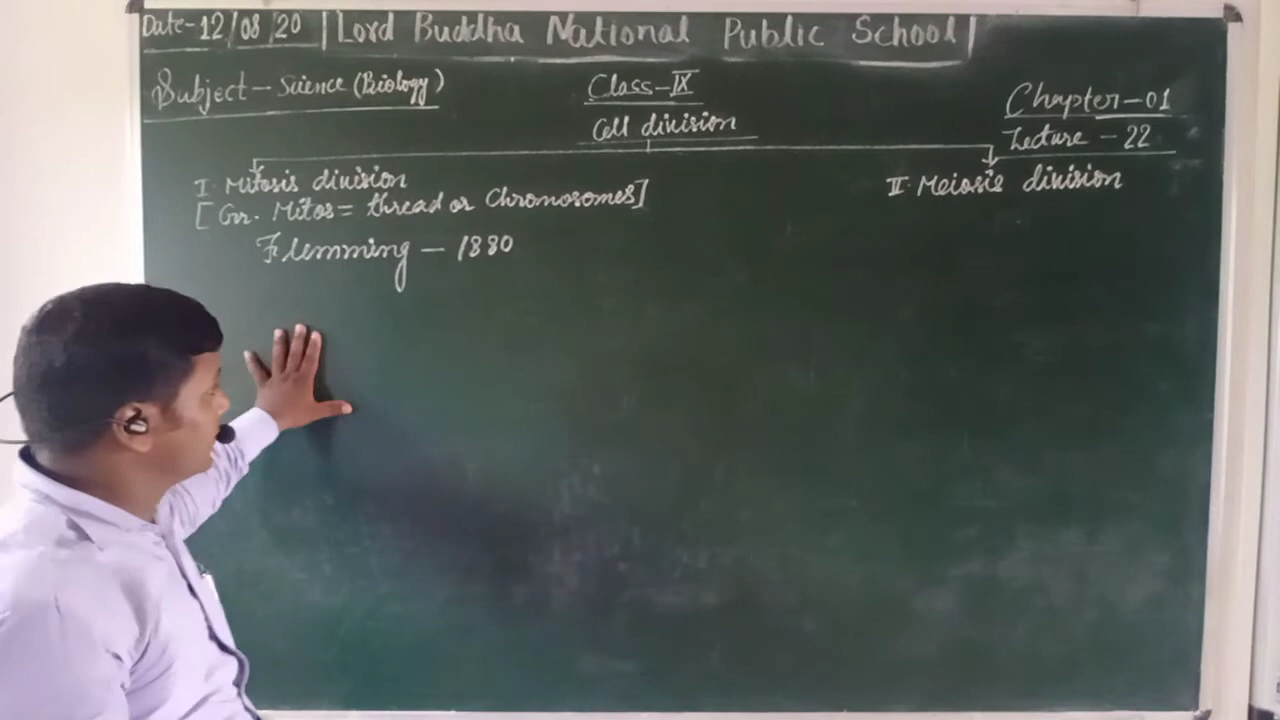 Date-12/08/20 | Lord Buddha National Public School |
Subject - Science (Biology)
Class-IX
Chapter-01
Cell division
Lecture - 22
I. Mitosis division
II. Meiosis division
[Gr. Mitos = thread or Chromosomes]
Flemming - 1880